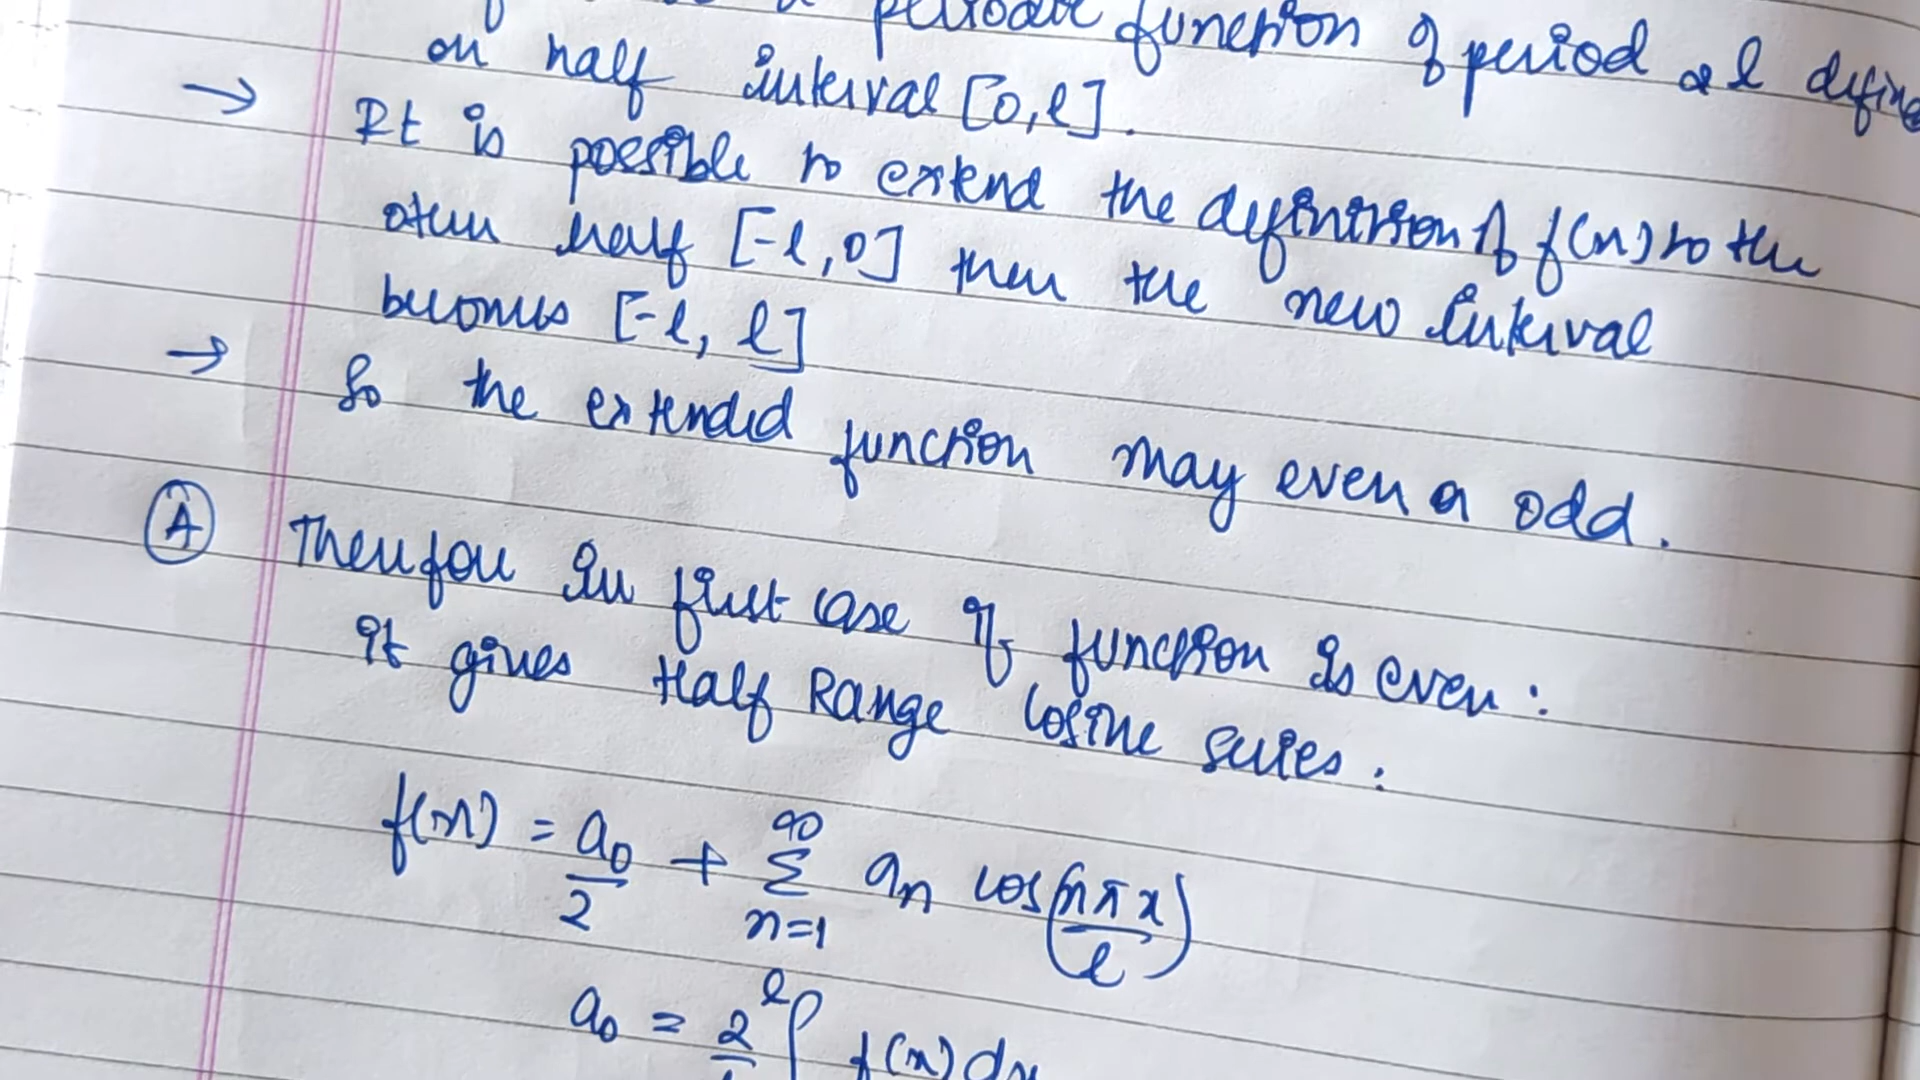 a periodic function of period 2l define
on half interval [0,l].
→ It is possible to extend the definition of f(x) to the
other half [-l,0] then the new interval
becomes [-l, l]
→ So the extended function may even or odd.
(A) Therefore in first case if function is even:
it gives Half Range Cosine series:
f(x) = a0/2 + ∞ Σ n=1 an cos(nπx/l)
a0 = 2/l ∫ f(x)dx